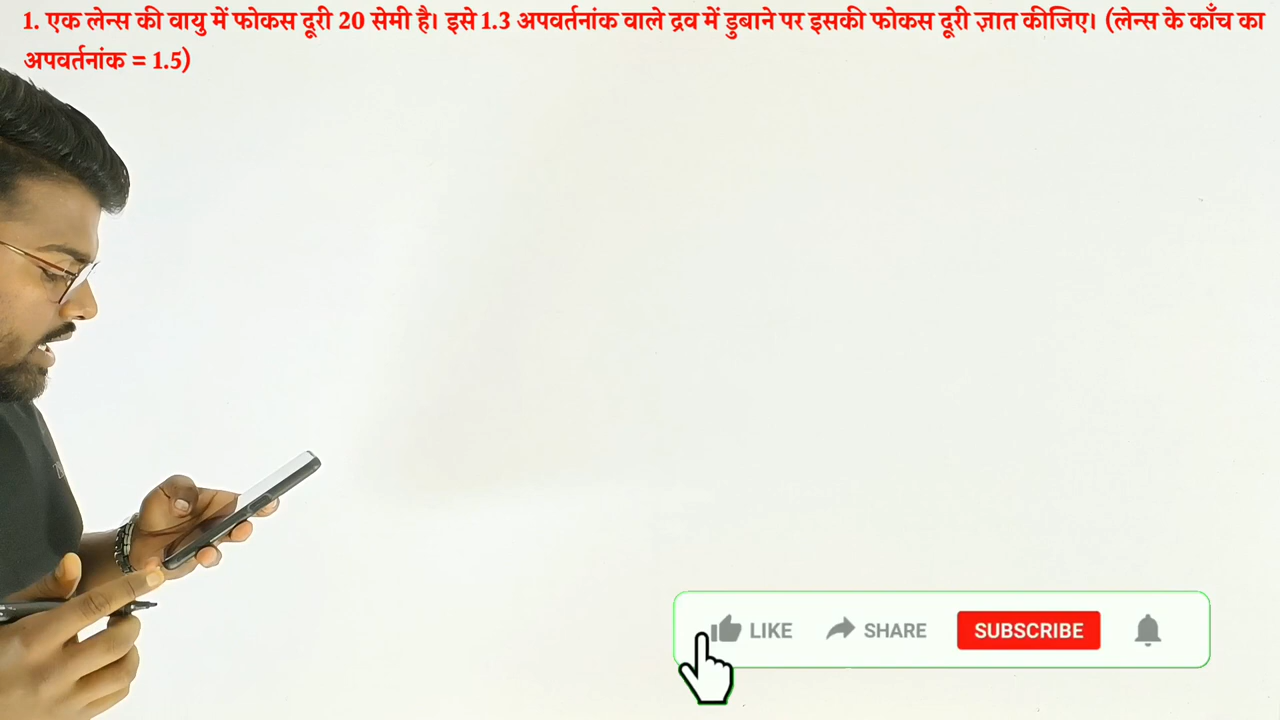 1. एक लेन्स की वायु में फोकस दूरी 20 सेमी है। इसे 1.3 अपवर्तनांक वाले द्रव में डुबाने पर इसकी फोकस दूरी ज्ञात कीजिए। (लेन्स के काँच का
अपवर्तनांक = 1.5)
LIKE SHARE SUBSCRIBE